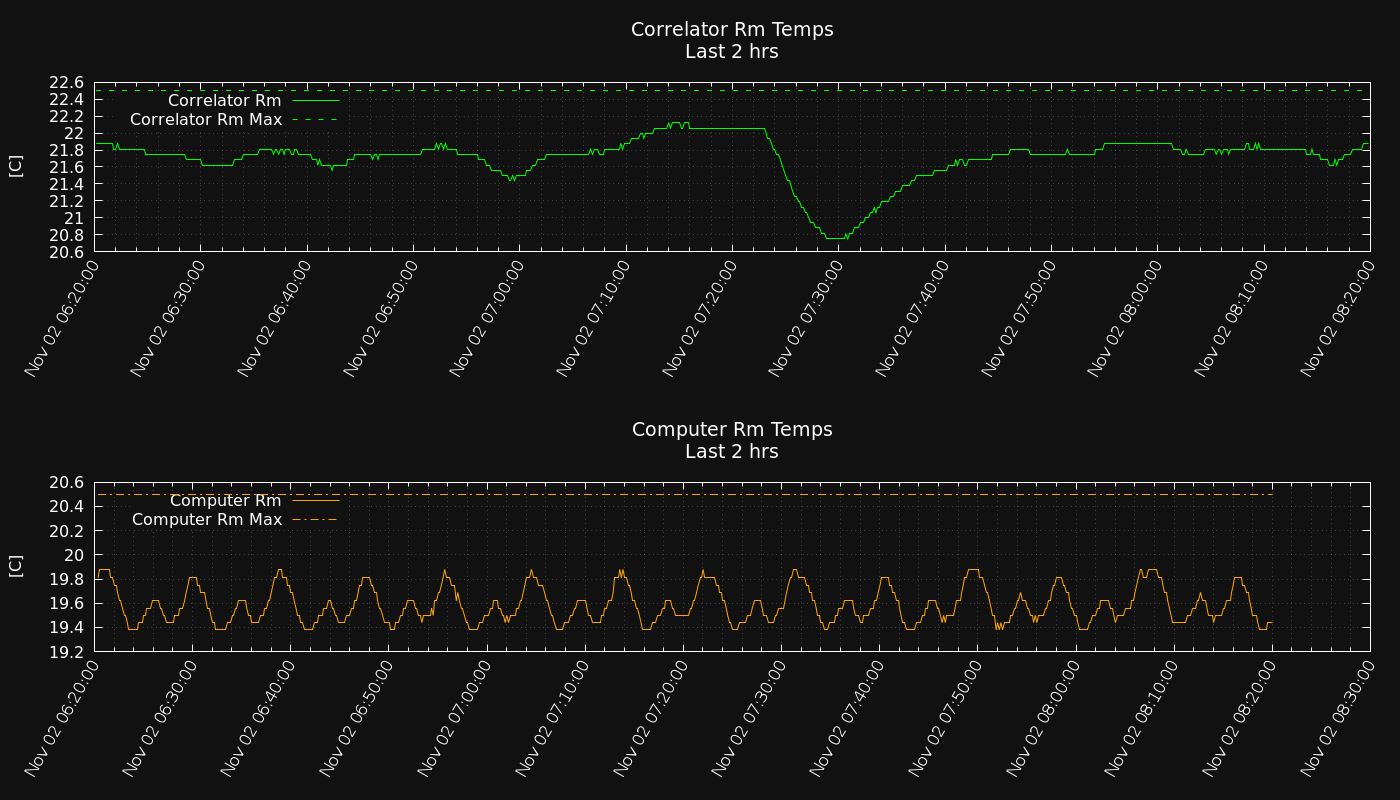 Correlator Rm Temps
Last 2 hrs
22.6
22.4
22.2
22
21.8
21.6
21.4
21.2
21
20.8
20.6
[C]
Correlator Rm
Correlator Rm Max
Nov 02 06:20:00
Nov 02 06:30:00
Nov 02 06:40:00
Nov 02 06:50:00
Nov 02 07:00:00
Nov 02 07:10:00
Nov 02 07:20:00
Nov 02 07:30:00
Nov 02 07:40:00
Nov 02 07:50:00
Nov 02 08:00:00
Nov 02 08:10:00
Nov 02 08:20:00
Computer Rm Temps
Last 2 hrs
20.6
20.4
20.2
20
19.8
19.6
19.4
19.2
[C]
Computer Rm
Computer Rm Max
Nov 02 06:20:00
Nov 02 06:30:00
Nov 02 06:40:00
Nov 02 06:50:00
Nov 02 07:00:00
Nov 02 07:10:00
Nov 02 07:20:00
Nov 02 07:30:00
Nov 02 07:40:00
Nov 02 07:50:00
Nov 02 08:00:00
Nov 02 08:10:00
Nov 02 08:20:00
Nov 02 08:30:00